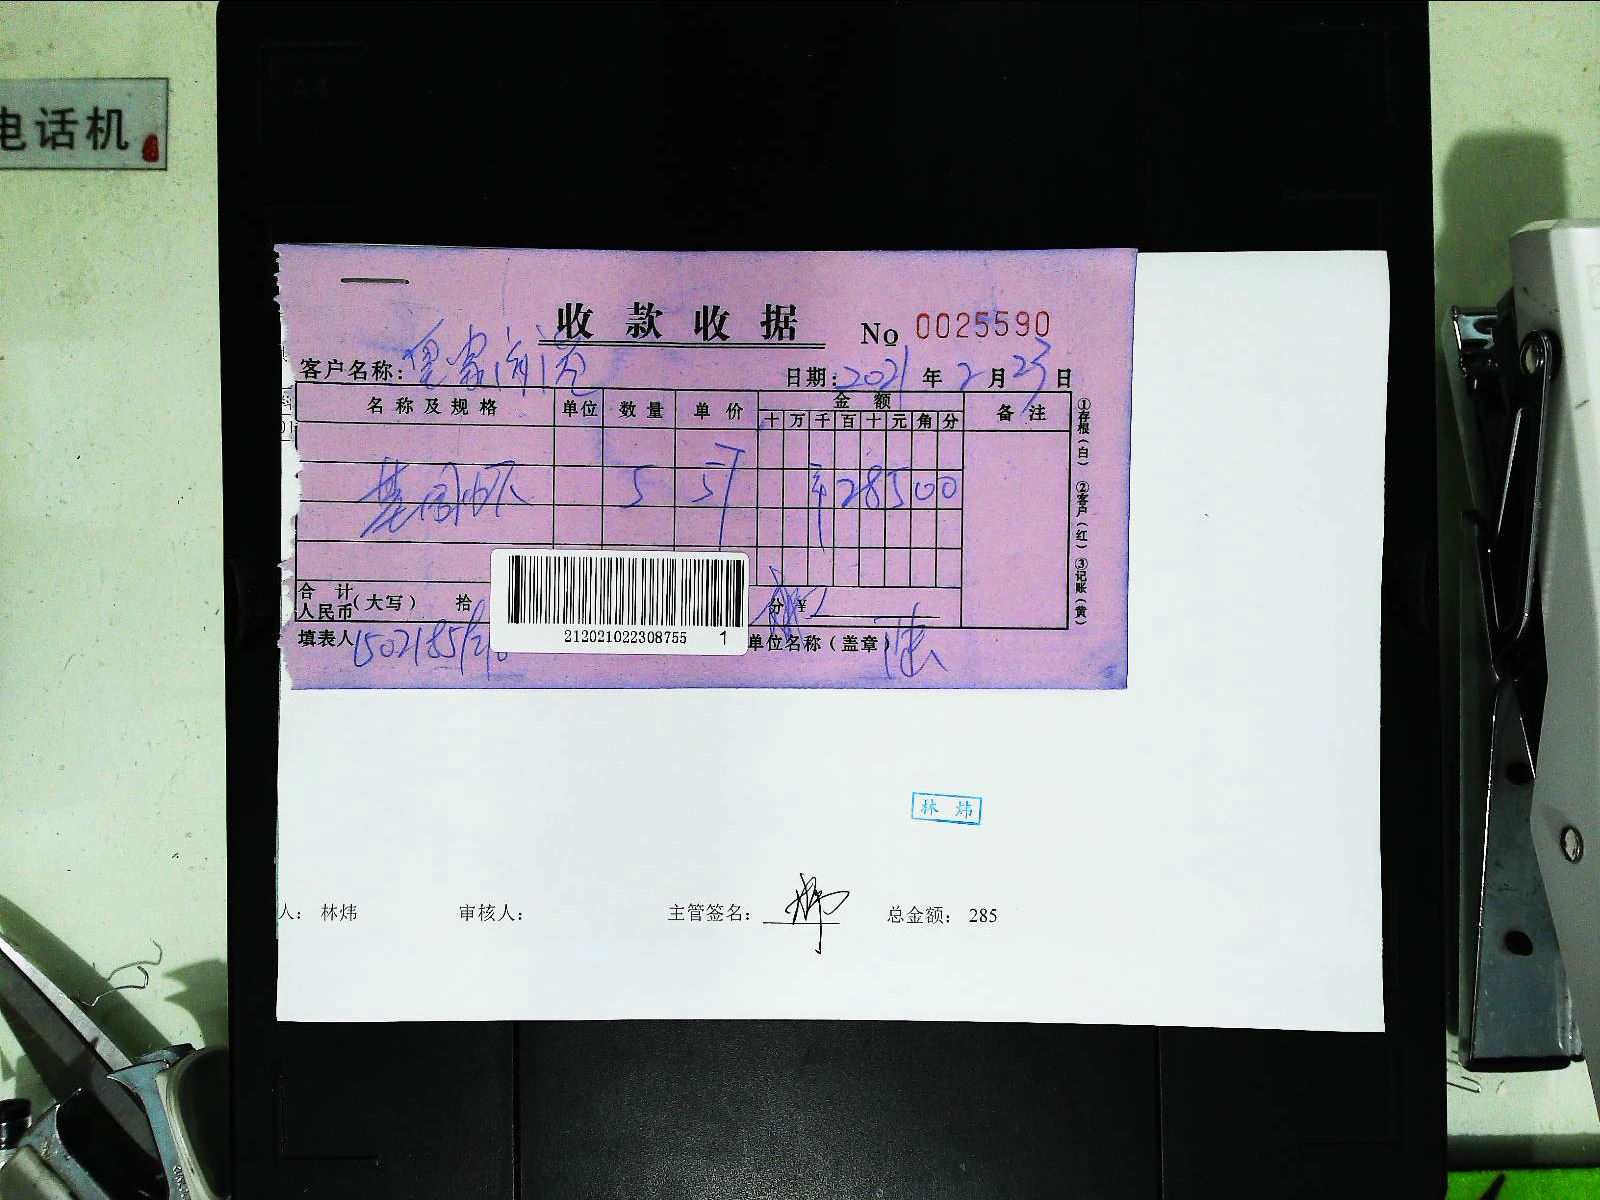 电话机
收款收据 No 0025590
客户名称: 日期: 2021 年 2 月 23 日
名称及规格 单位 数量 单价 金额 备注
十 万 千 百 十 元 角 分
5 57 28500
合计
人民币(大写) 拾 分 ¥
填表人 单位名称(盖章)
212021022308755 1
①存根(白) ②客户(红) ③记账(黄)
林炜
人: 林炜 审核人: 主管签名: 总金额: 285